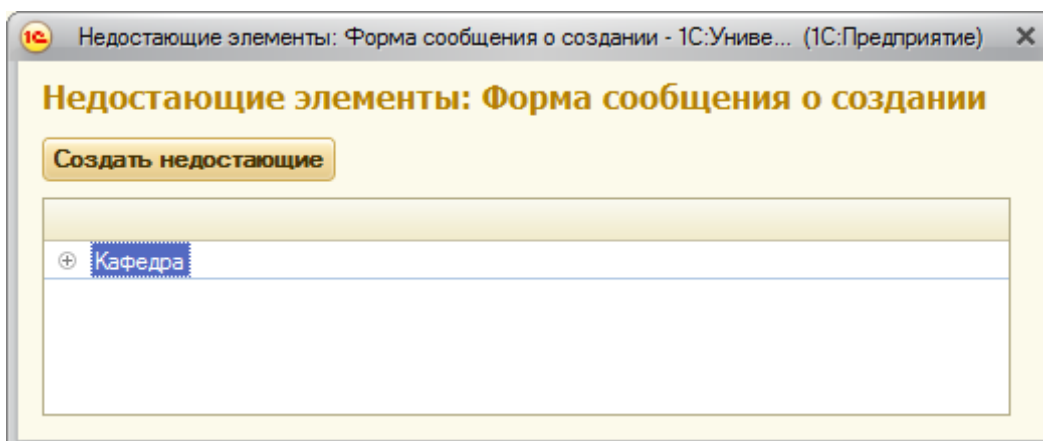 1С Недостающие элементы: Форма сообщения о создании - 1С:Униве... (1С:Предприятие)
Недостающие элементы: Форма сообщения о создании
Создать недостающие
Кафедра